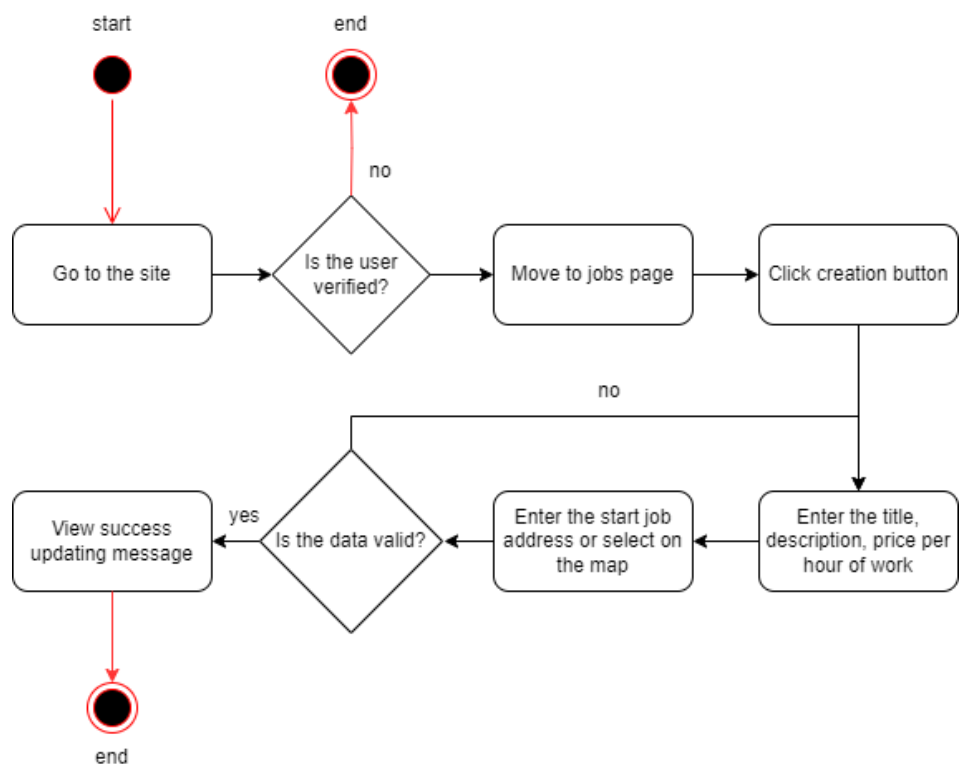 start
end
no
Go to the site
Is the user
verified?
Move to jobs page
Click creation button
no
View success
updating message
yes
Is the data valid?
Enter the start job
address or select on
the map
Enter the title,
description, price per
hour of work
end